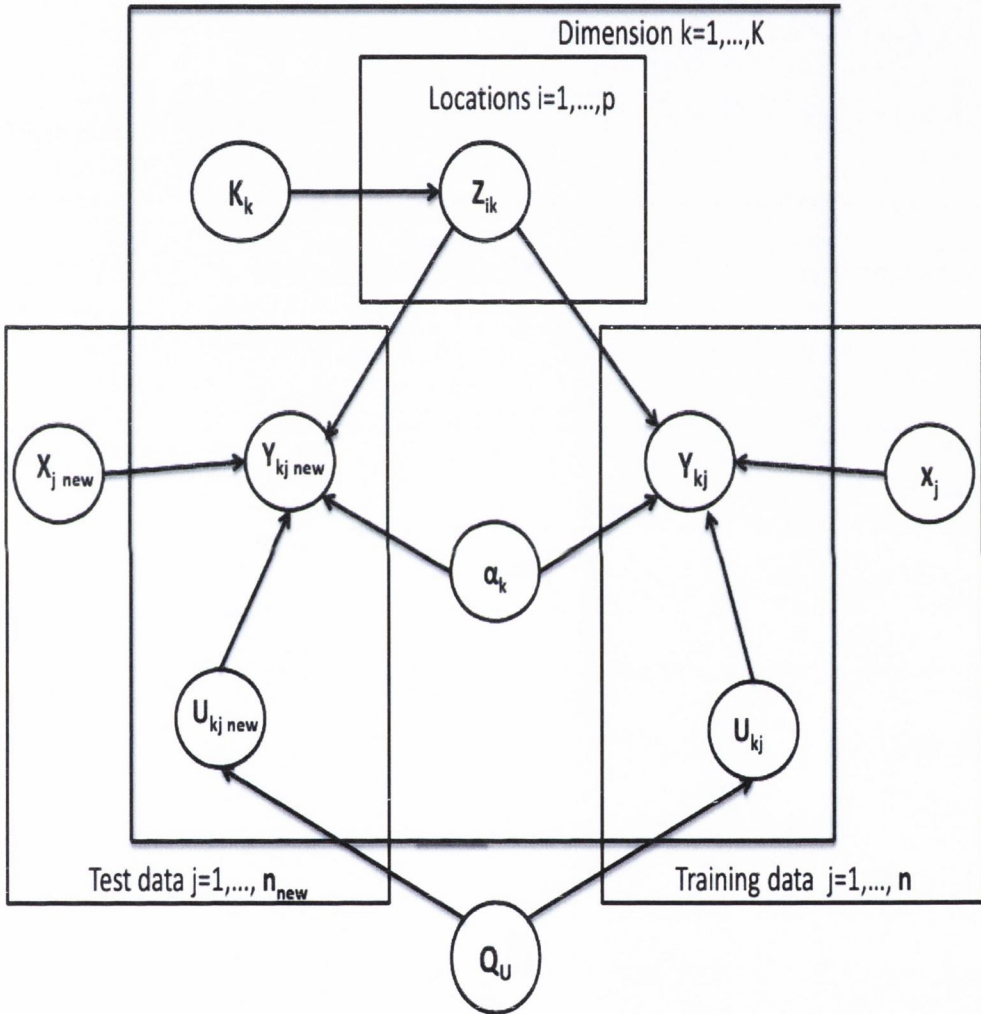 Dimension k=1,...,K
Locations i=1,...,p
K_k
Z_ik
X_j new
Y_kj new
Y_kj
x_j
α_k
U_kj new
U_kj
Test data j=1,..., n_new
Training data j=1,..., n
Q_U